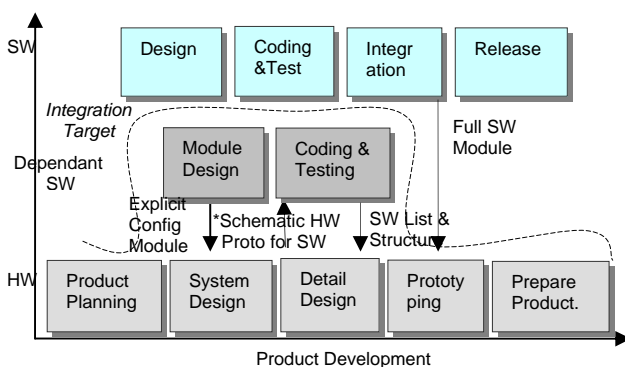 SW
Design
Coding
&Test
Integr
ation
Release
Integration
Target
Full SW
Module
Dependant
SW
Module
Design
Coding &
Testing
Explicit
Config
Module
*Schematic HW
Proto for SW
SW List &
Structure
HW
Product
Planning
System
Design
Detail
Design
Prototy
ping
Prepare
Product.
Product Development